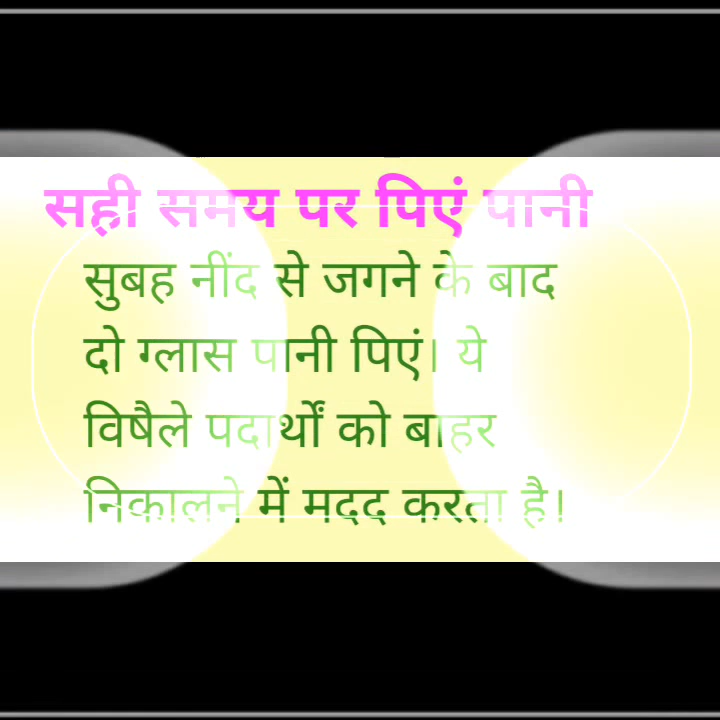 सही समय पर पिएं पानी
सुबह नींद से जगने के बाद
दो ग्लास पानी पिएं। ये
विषैले पदार्थों को बाहर
निकालने में मदद करता है।